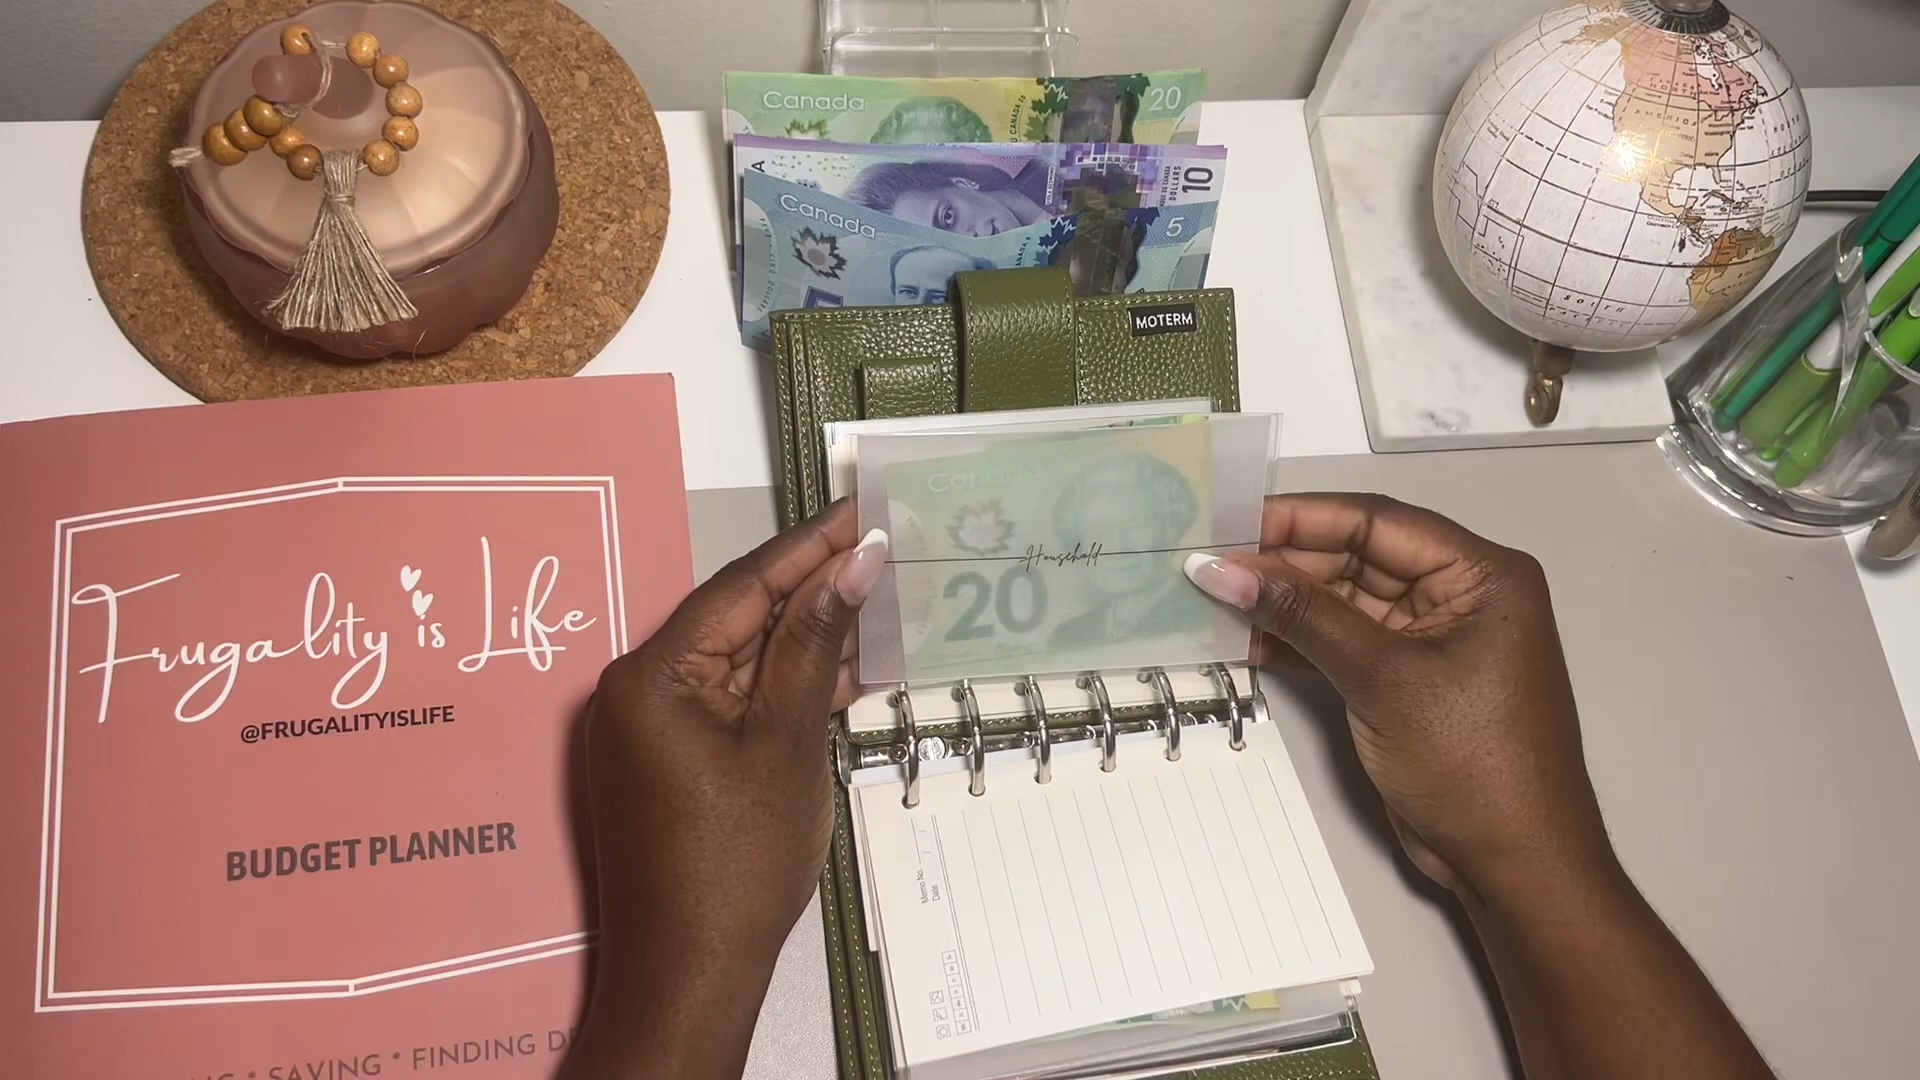 Canada
20
10
DOLLARS
Canada
5
MOTERM
Canada
Household
20
Frugality is Life
@FRUGALITYISLIFE
BUDGET PLANNER
SAVING * FINDING
Memo No.
Date